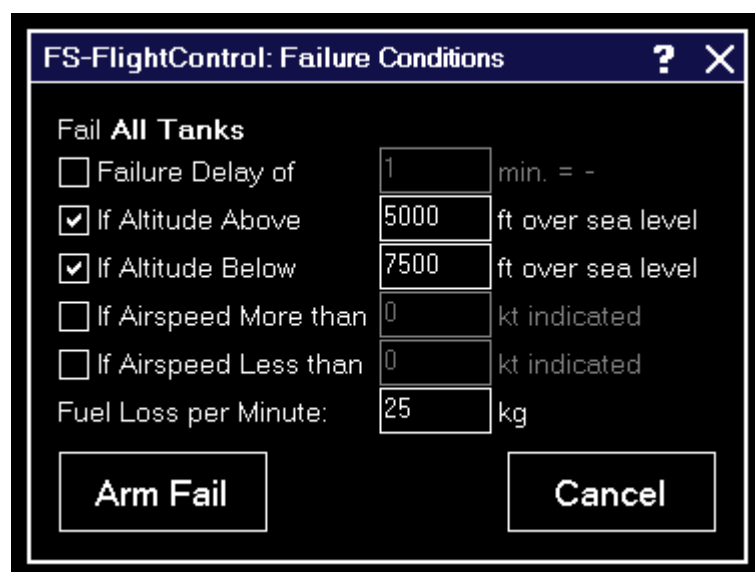 FS-FlightControl: Failure Conditions ? X
Fail All Tanks
Failure Delay of 1 min. = -
If Altitude Above 5000 ft over sea level
If Altitude Below 7500 ft over sea level
If Airspeed More than 0 kt indicated
If Airspeed Less than 0 kt indicated
Fuel Loss per Minute: 25 kg
Arm Fail Cancel